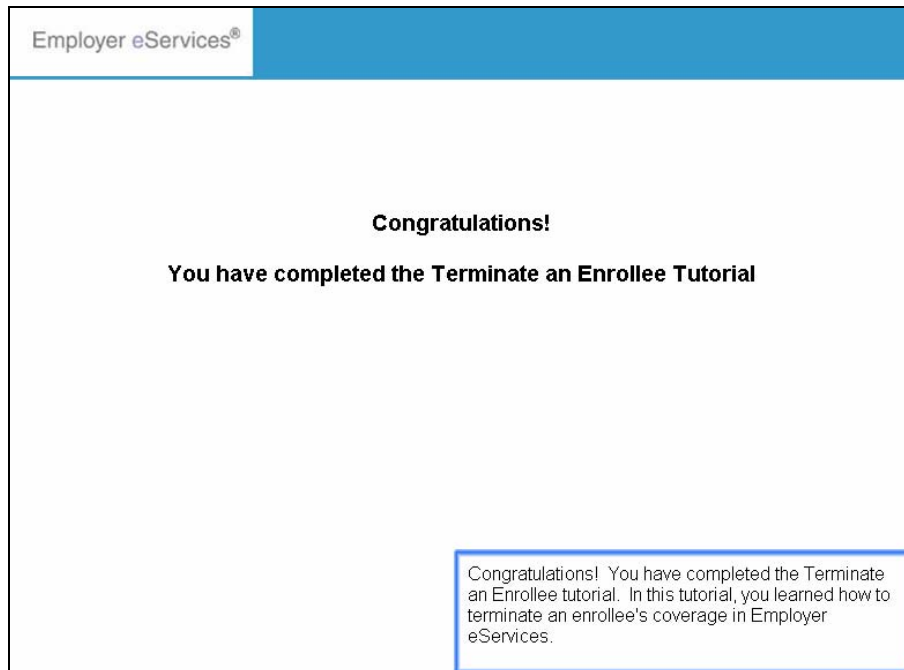 Employer eServices®
Congratulations!
You have completed the Terminate an Enrollee Tutorial
Congratulations! You have completed the Terminate
an Enrollee tutorial. In this tutorial, you learned how to
terminate an enrollee's coverage in Employer
eServices.